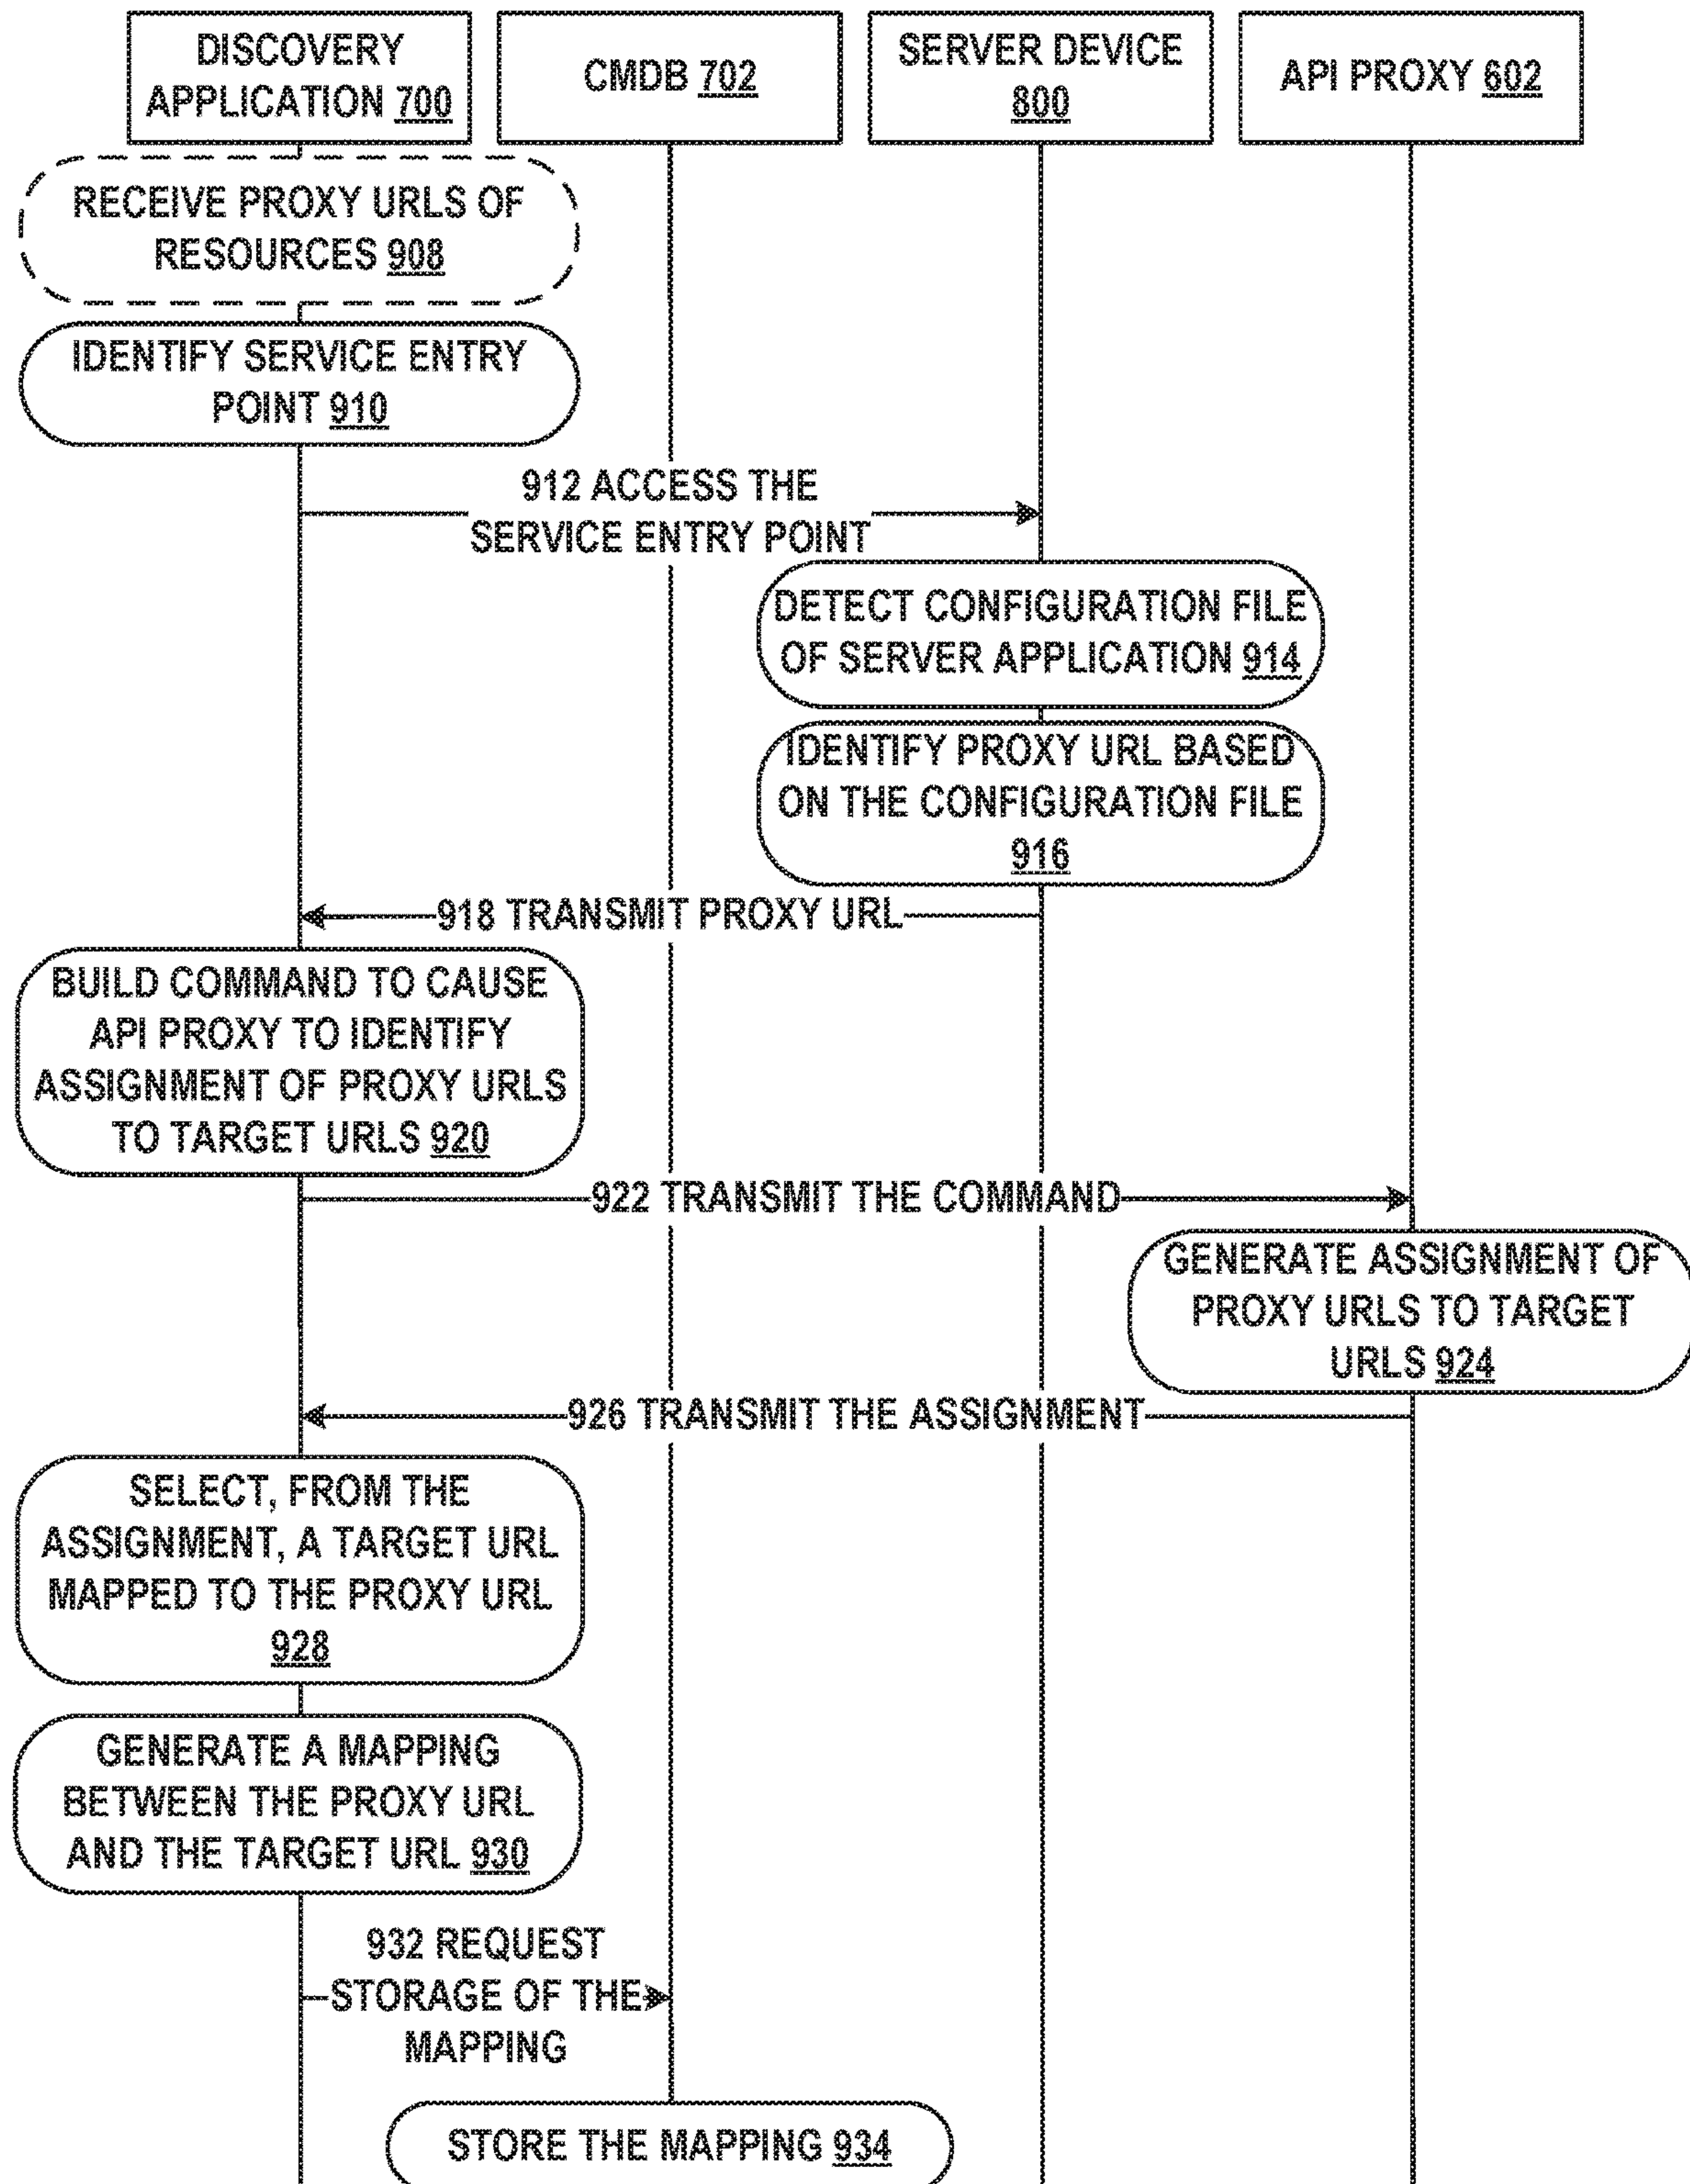 DISCOVERY
APPLICATION 700
CMDB 702
SERVER DEVICE
800
API PROXY 602
RECEIVE PROXY URLS OF
RESOURCES 908
IDENTIFY SERVICE ENTRY
POINT 910
912 ACCESS THE
SERVICE ENTRY POINT
DETECT CONFIGURATION FILE
OF SERVER APPLICATION 914
IDENTIFY PROXY URL BASED
ON THE CONFIGURATION FILE
916
918 TRANSMIT PROXY URL
BUILD COMMAND TO CAUSE
API PROXY TO IDENTIFY
ASSIGNMENT OF PROXY URLS
TO TARGET URLS 920
922 TRANSMIT THE COMMAND
GENERATE ASSIGNMENT OF
PROXY URLS TO TARGET
URLS 924
926 TRANSMIT THE ASSIGNMENT
SELECT, FROM THE
ASSIGNMENT, A TARGET URL
MAPPED TO THE PROXY URL
928
GENERATE A MAPPING
BETWEEN THE PROXY URL
AND THE TARGET URL 930
932 REQUEST
STORAGE OF THE
MAPPING
STORE THE MAPPING 934